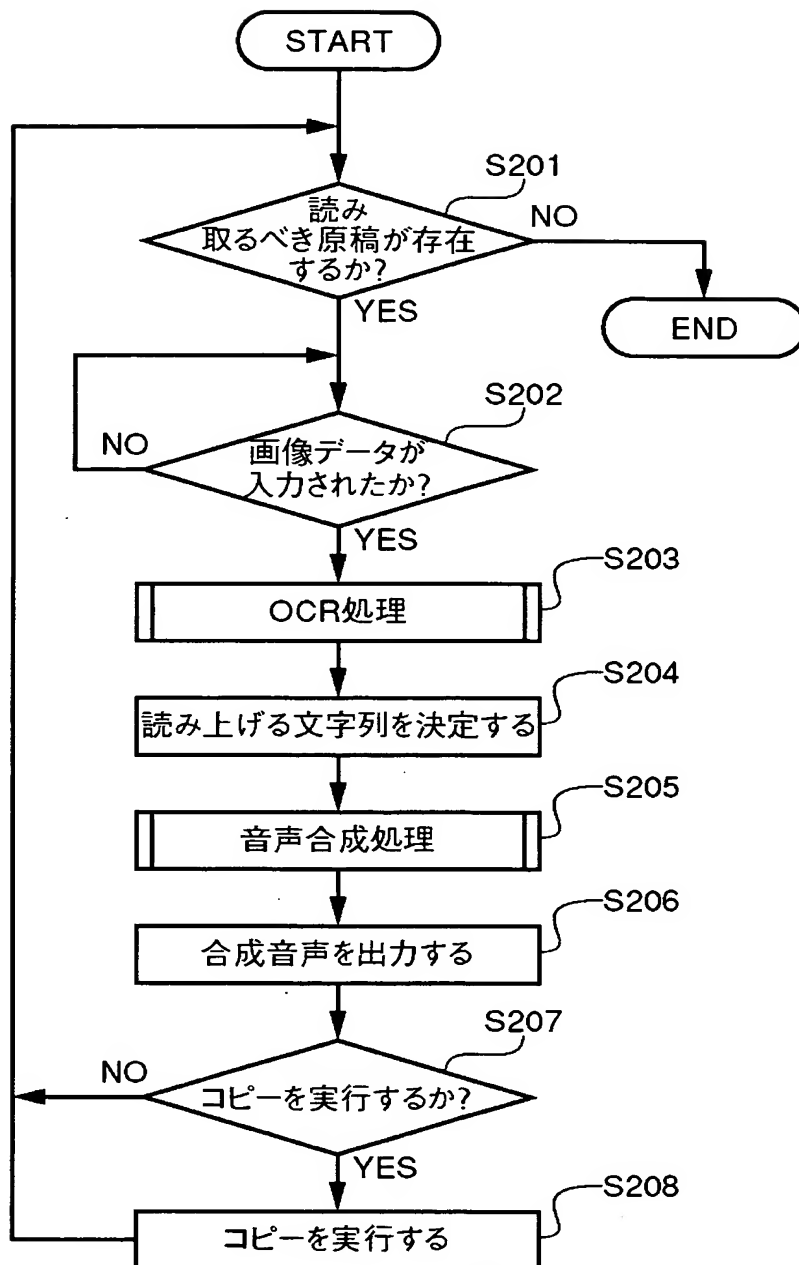 START
S201
読み
取るべき原稿が存在
するか?
NO
YES
END
S202
画像データが
入力されたか?
NO
YES
S203
OCR処理
S204
読み上げる文字列を決定する
S205
音声合成処理
S206
合成音声を出力する
S207
コピーを実行するか?
NO
YES
S208
コピーを実行する